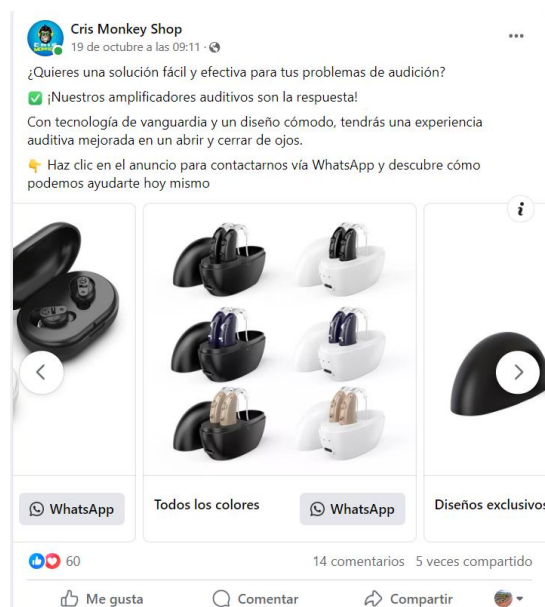 Cris Monkey Shop
19 de octubre a las 09:11 ·
¿Quieres una solución fácil y efectiva para tus problemas de audición?
✅ ¡Nuestros amplificadores auditivos son la respuesta!
Con tecnología de vanguardia y un diseño cómodo, tendrás una experiencia
auditiva mejorada en un abrir y cerrar de ojos.
👇 Haz clic en el anuncio para contactarnos vía WhatsApp y descubre cómo
podemos ayudarte hoy mismo
WhatsApp
Todos los colores
WhatsApp
Diseños exclusivos
60
14 comentarios 5 veces compartido
Me gusta
Comentar
Compartir